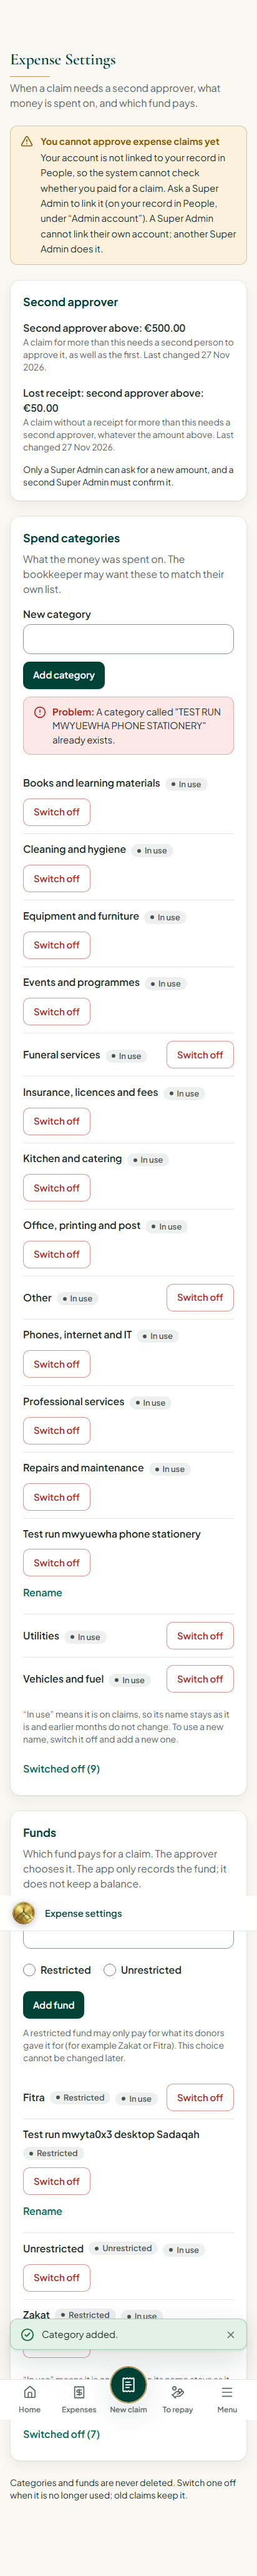 Expense Settings
When a claim needs a second approver, what
money is spent on, and which fund pays.
You cannot approve expense claims yet
Your account is not linked to your record in
People, so the system cannot check
whether you paid for a claim. Ask a Super
Admin to link it (on your record in People,
under “Admin account”). A Super Admin
cannot link their own account; another Super
Admin does it.
Second approver
Second approver above: €500.00
A claim for more than this needs a second person to
approve it, as well as the first. Last changed 27 Nov
2026.
Lost receipt: second approver above:
€50.00
A claim without a receipt for more than this needs a
second approver, whatever the amount above. Last
changed 27 Nov 2026.
Only a Super Admin can ask for a new amount, and a
second Super Admin must confirm it.
Spend categories
What the money was spent on. The
bookkeeper may want these to match their
own list.
New category
Add category
Problem: A category called “TEST RUN
MWYUEWHA PHONE STATIONERY”
already exists.
Books and learning materials In use
Switch off
Cleaning and hygiene In use
Switch off
Equipment and furniture In use
Switch off
Events and programmes In use
Switch off
Funeral services In use Switch off
Insurance, licences and fees In use
Switch off
Kitchen and catering In use
Switch off
Office, printing and post In use
Switch off
Other In use Switch off
Phones, internet and IT In use
Switch off
Professional services In use
Switch off
Repairs and maintenance In use
Switch off
Test run mwyuewha phone stationery
Switch off
Rename
Utilities In use Switch off
Vehicles and fuel In use Switch off
“In use” means it is on claims, so its name stays as it
is and earlier months do not change. To use a new
name, switch it off and add a new one.
Switched off (9)
Funds
Which fund pays for a claim. The approver
chooses it. The app only records the fund; it
does not keep a balance.
Expense settings
Restricted Unrestricted
Add fund
A restricted fund may only pay for what its donors
gave it for (for example Zakat or Fitra). This choice
cannot be changed later.
Fitra Restricted In use Switch off
Test run mwyta0x3 desktop Sadaqah
Restricted
Switch off
Rename
Unrestricted Unrestricted In use
Switch off
Zakat Restricted In use
Category added.
Home Expenses New claim To repay Menu
Switched off (7)
Categories and funds are never deleted. Switch one off
when it is no longer used; old claims keep it.